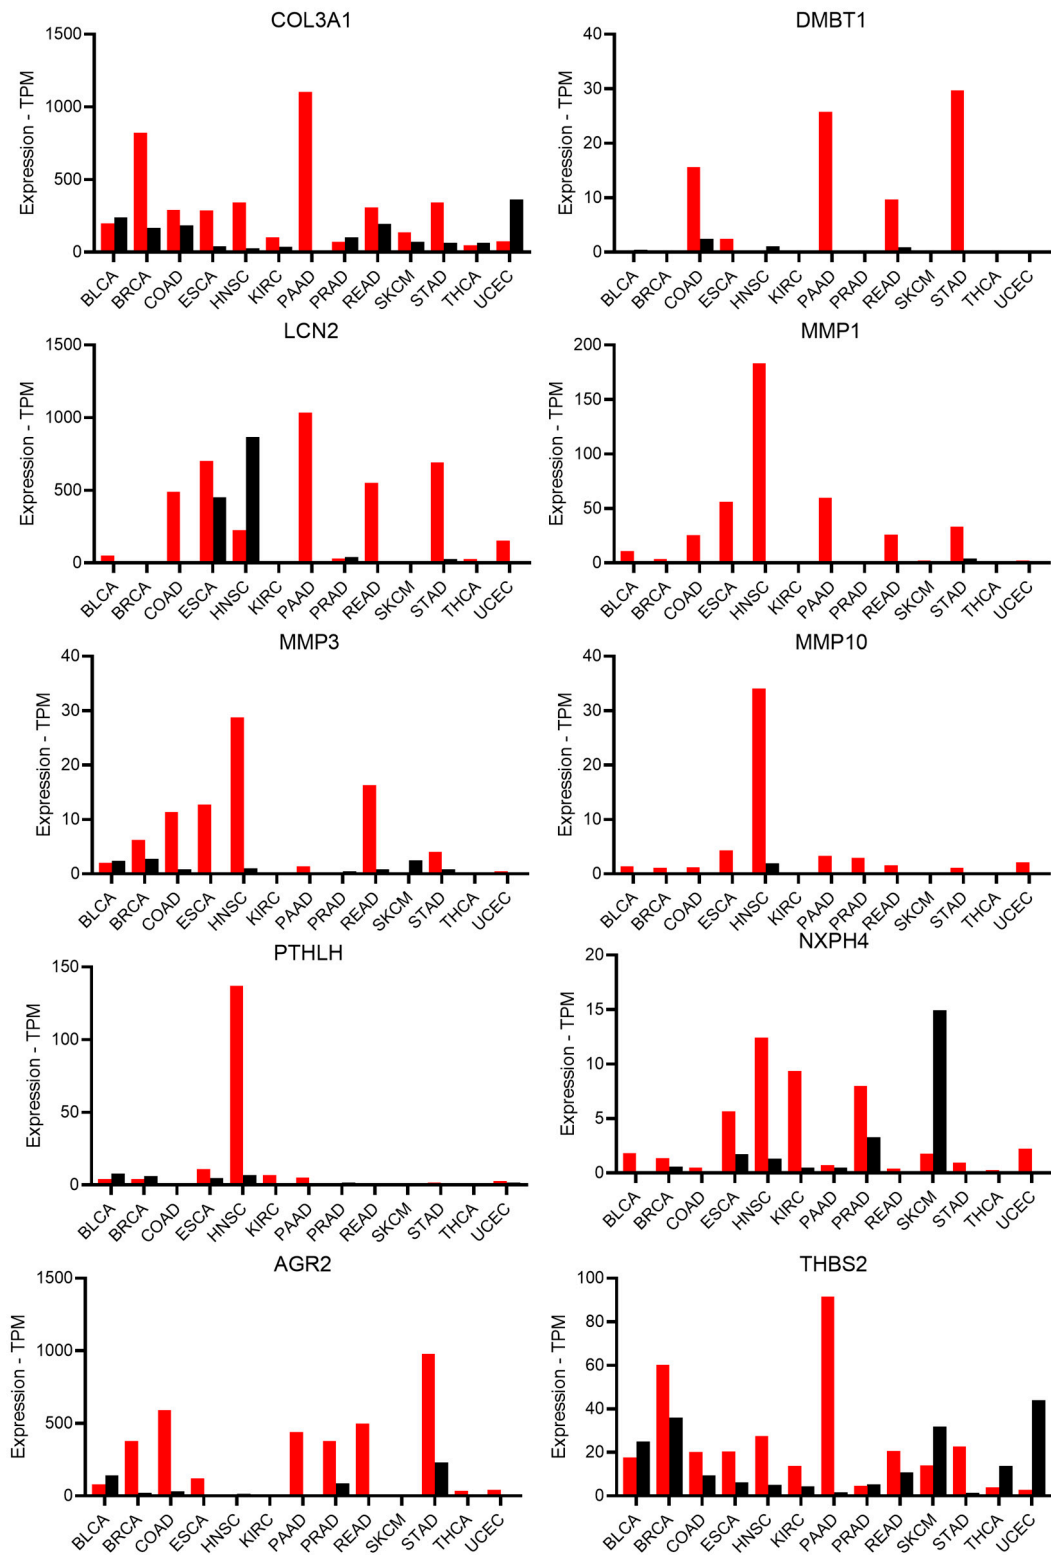 COL3A1
Expression - TPM
1500
1000
500
0
BLCA BRCA COAD ESCA HNSC KIRC PAAD PRAD READ SKCM STAD THCA UCEC
DMBT1
Expression - TPM
40
30
20
10
0
BLCA BRCA COAD ESCA HNSC KIRC PAAD PRAD READ SKCM STAD THCA UCEC
LCN2
Expression - TPM
1500
1000
500
0
BLCA BRCA COAD ESCA HNSC KIRC PAAD PRAD READ SKCM STAD THCA UCEC
MMP1
Expression - TPM
200
150
100
50
0
BLCA BRCA COAD ESCA HNSC KIRC PAAD PRAD READ SKCM STAD THCA UCEC
MMP3
Expression - TPM
40
30
20
10
0
BLCA BRCA COAD ESCA HNSC KIRC PAAD PRAD READ SKCM STAD THCA UCEC
MMP10
Expression - TPM
40
30
20
10
0
BLCA BRCA COAD ESCA HNSC KIRC PAAD PRAD READ SKCM STAD THCA UCEC
PTHLH
Expression - TPM
150
100
50
0
BLCA BRCA COAD ESCA HNSC KIRC PAAD PRAD READ SKCM STAD THCA UCEC
NXPH4
Expression - TPM
20
15
10
5
0
BLCA BRCA COAD ESCA HNSC KIRC PAAD PRAD READ SKCM STAD THCA UCEC
AGR2
Expression - TPM
1500
1000
500
0
BLCA BRCA COAD ESCA HNSC KIRC PAAD PRAD READ SKCM STAD THCA UCEC
THBS2
Expression - TPM
100
80
60
40
20
0
BLCA BRCA COAD ESCA HNSC KIRC PAAD PRAD READ SKCM STAD THCA UCEC